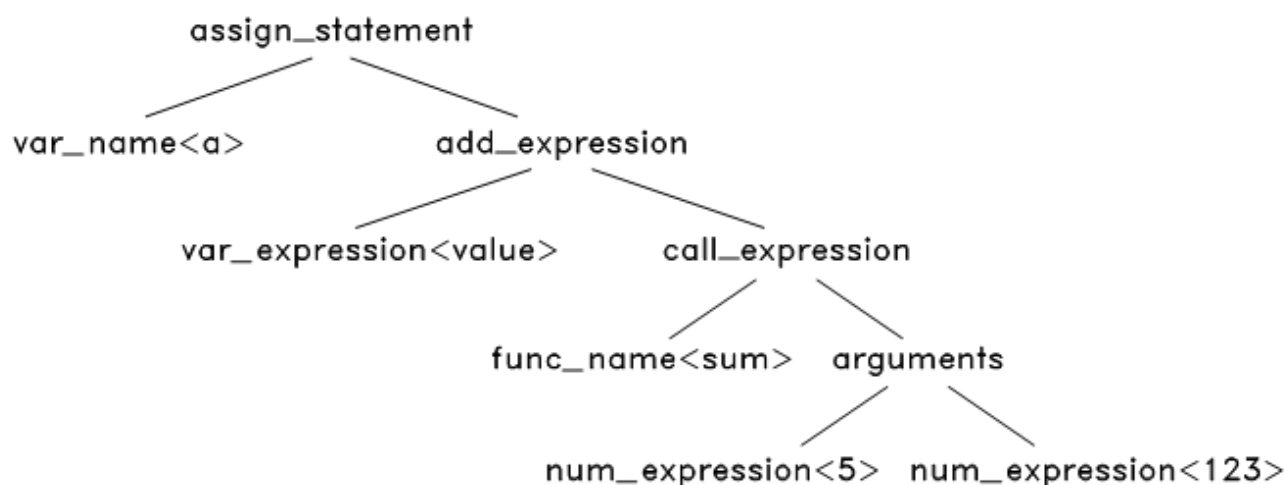 assign_statement
var_name<a> add_expression
var_expression<value> call_expression
func_name<sum> arguments
num_expression<5> num_expression<123>